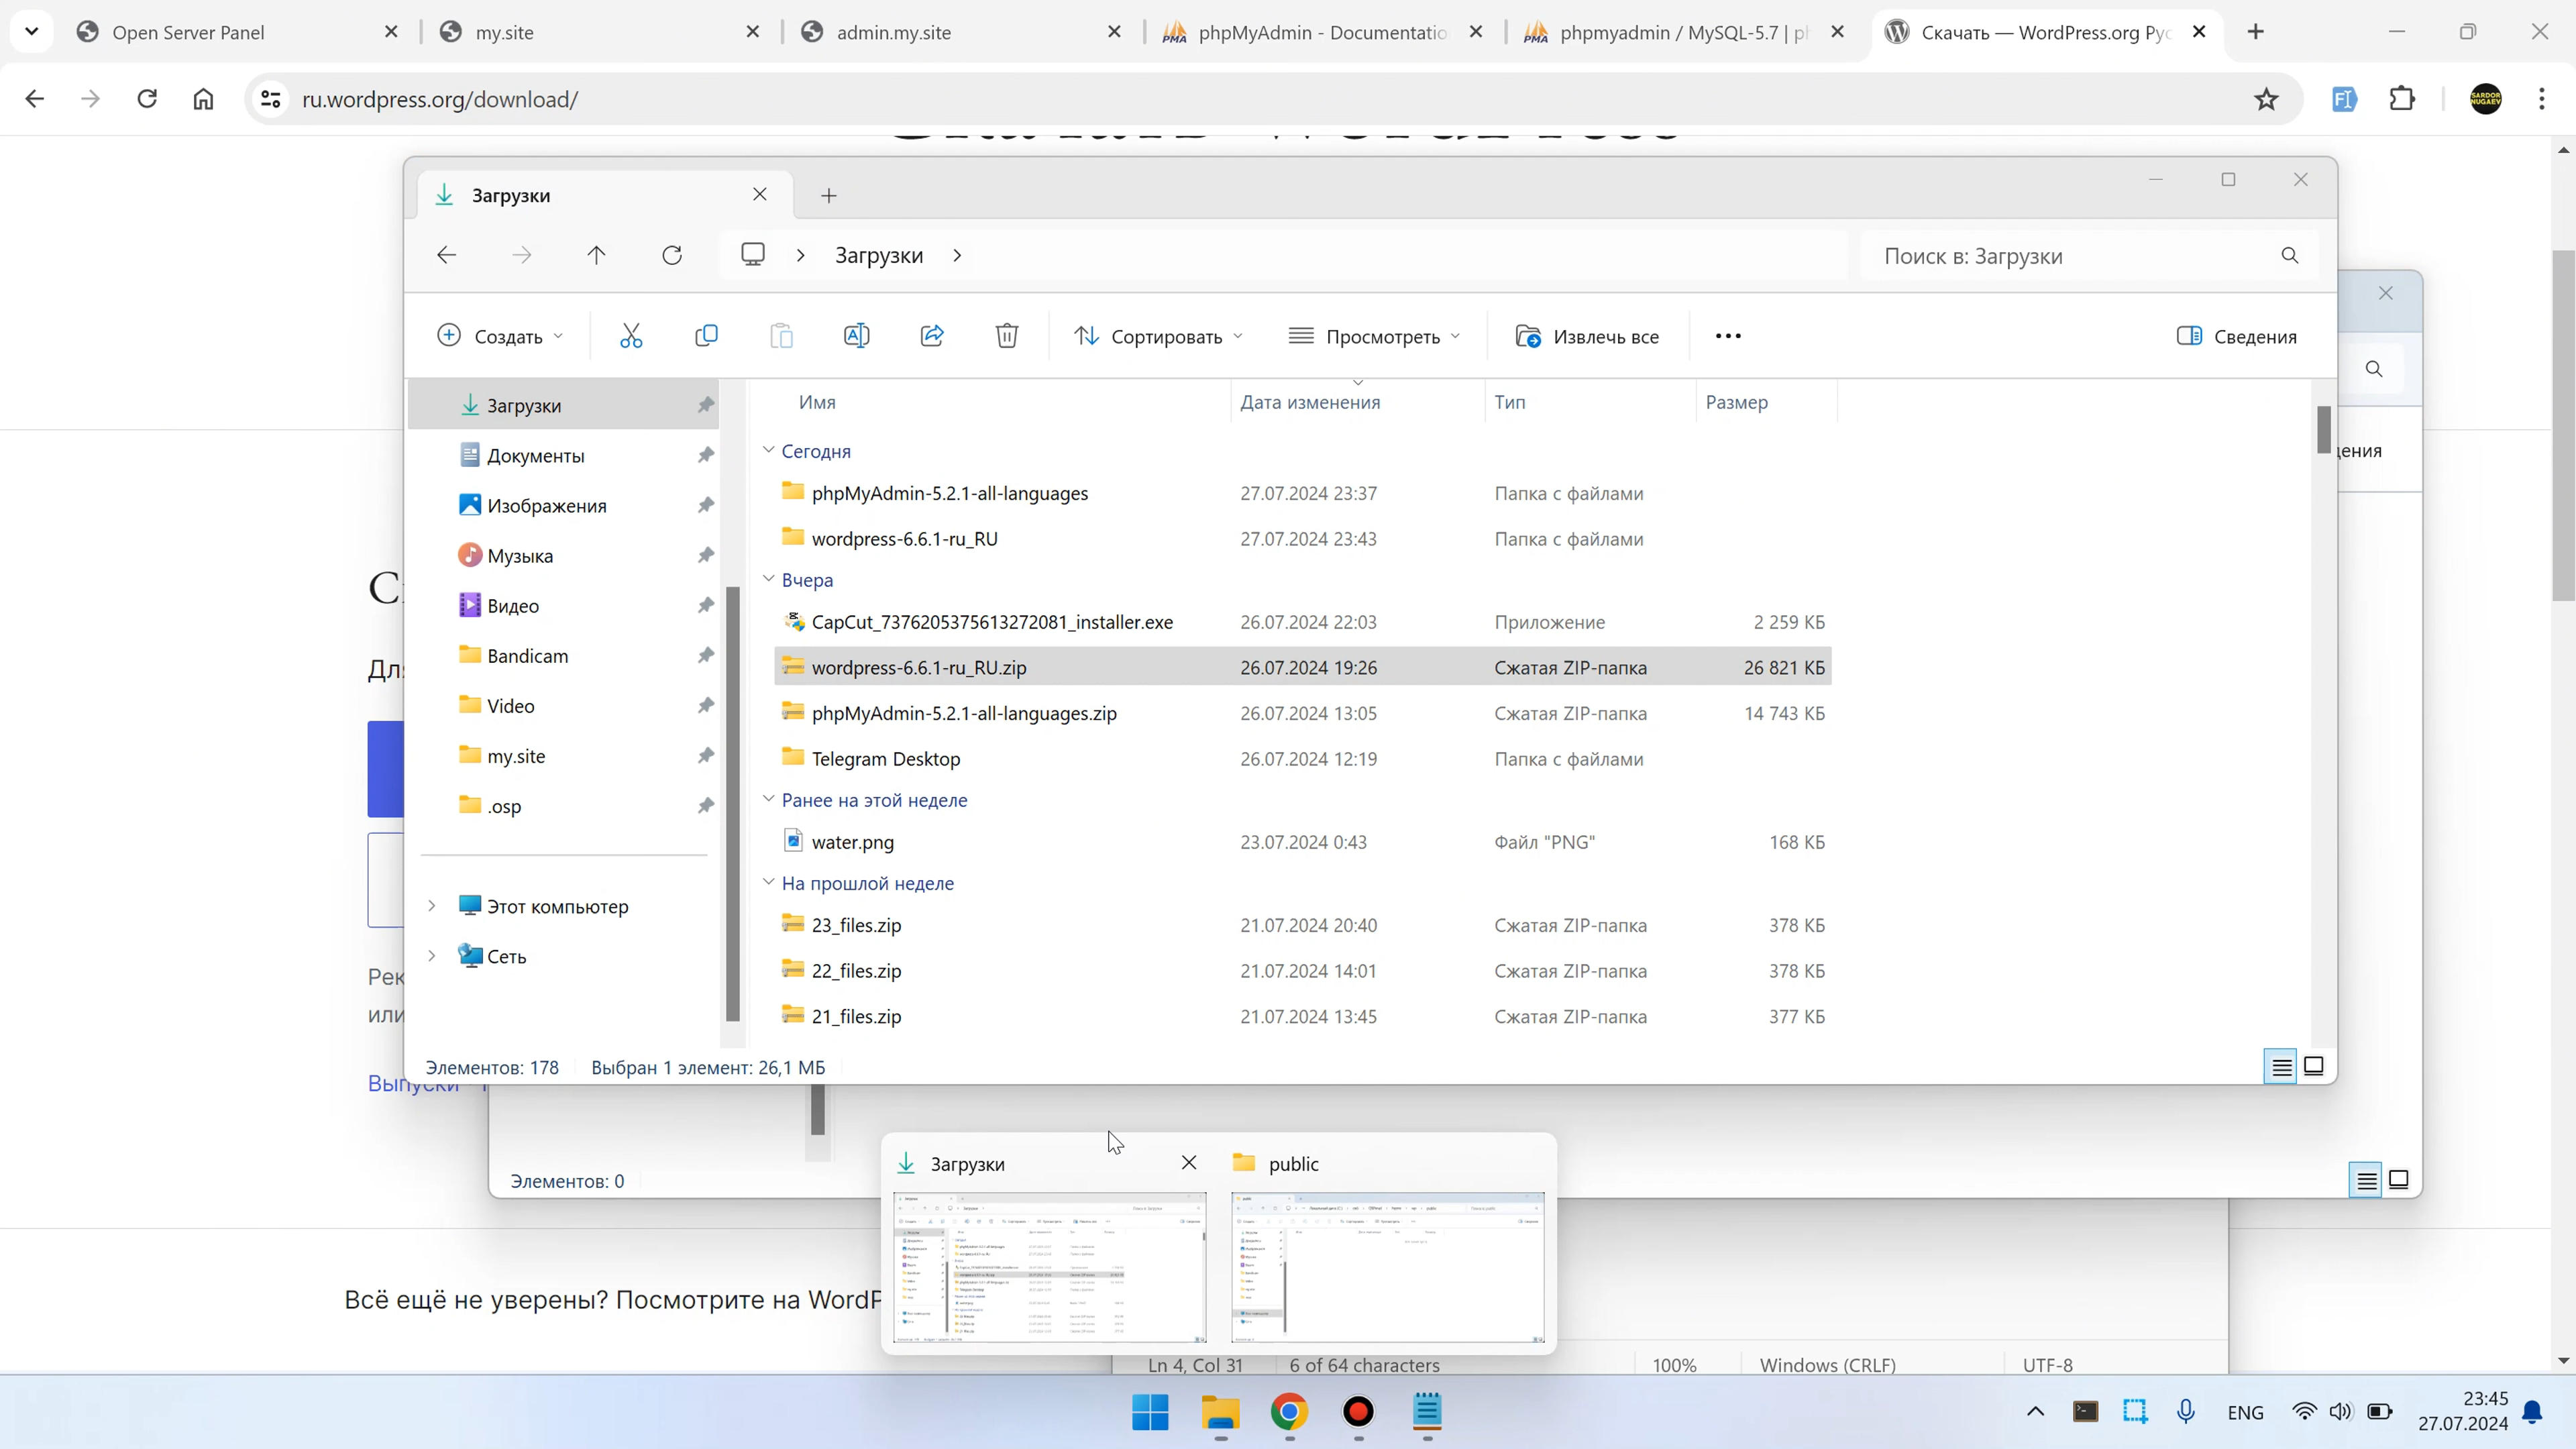 Open Server Panel
my.site
admin.my.site
phpMyAdmin - Documentatio
phpmyadmin / MySQL-5.7 | ph
Скачать — WordPress.org Рус
ru.wordpress.org/download/
SARDOR NUGAEV
Загрузки
Загрузки
Поиск в: Загрузки
Создать
Сортировать
Просмотреть
Извлечь все
Сведения
Загрузки
Документы
Изображения
Музыка
Видео
Bandicam
Video
my.site
.osp
Этот компьютер
Сеть
Имя Дата изменения Тип Размер
Сегодня
phpMyAdmin-5.2.1-all-languages 27.07.2024 23:37 Папка с файлами
wordpress-6.6.1-ru_RU 27.07.2024 23:43 Папка с файлами
Вчера
CapCut_7376205375613272081_installer.exe 26.07.2024 22:03 Приложение 2 259 КБ
wordpress-6.6.1-ru_RU.zip 26.07.2024 19:26 Сжатая ZIP-папка 26 821 КБ
phpMyAdmin-5.2.1-all-languages.zip 26.07.2024 13:05 Сжатая ZIP-папка 14 743 КБ
Telegram Desktop 26.07.2024 12:19 Папка с файлами
Ранее на этой неделе
water.png 23.07.2024 0:43 Файл "PNG" 168 КБ
На прошлой неделе
23_files.zip 21.07.2024 20:40 Сжатая ZIP-папка 378 КБ
22_files.zip 21.07.2024 14:01 Сжатая ZIP-папка 378 КБ
21_files.zip 21.07.2024 13:45 Сжатая ZIP-папка 377 КБ
Элементов: 178 Выбран 1 элемент: 26,1 МБ
Выпуски
Элементов: 0
Загрузки
public
Всё ещё не уверены? Посмотрите на WordP
Ln 4, Col 31 6 of 64 characters 100% Windows (CRLF) UTF-8
ENG
23:45
27.07.2024